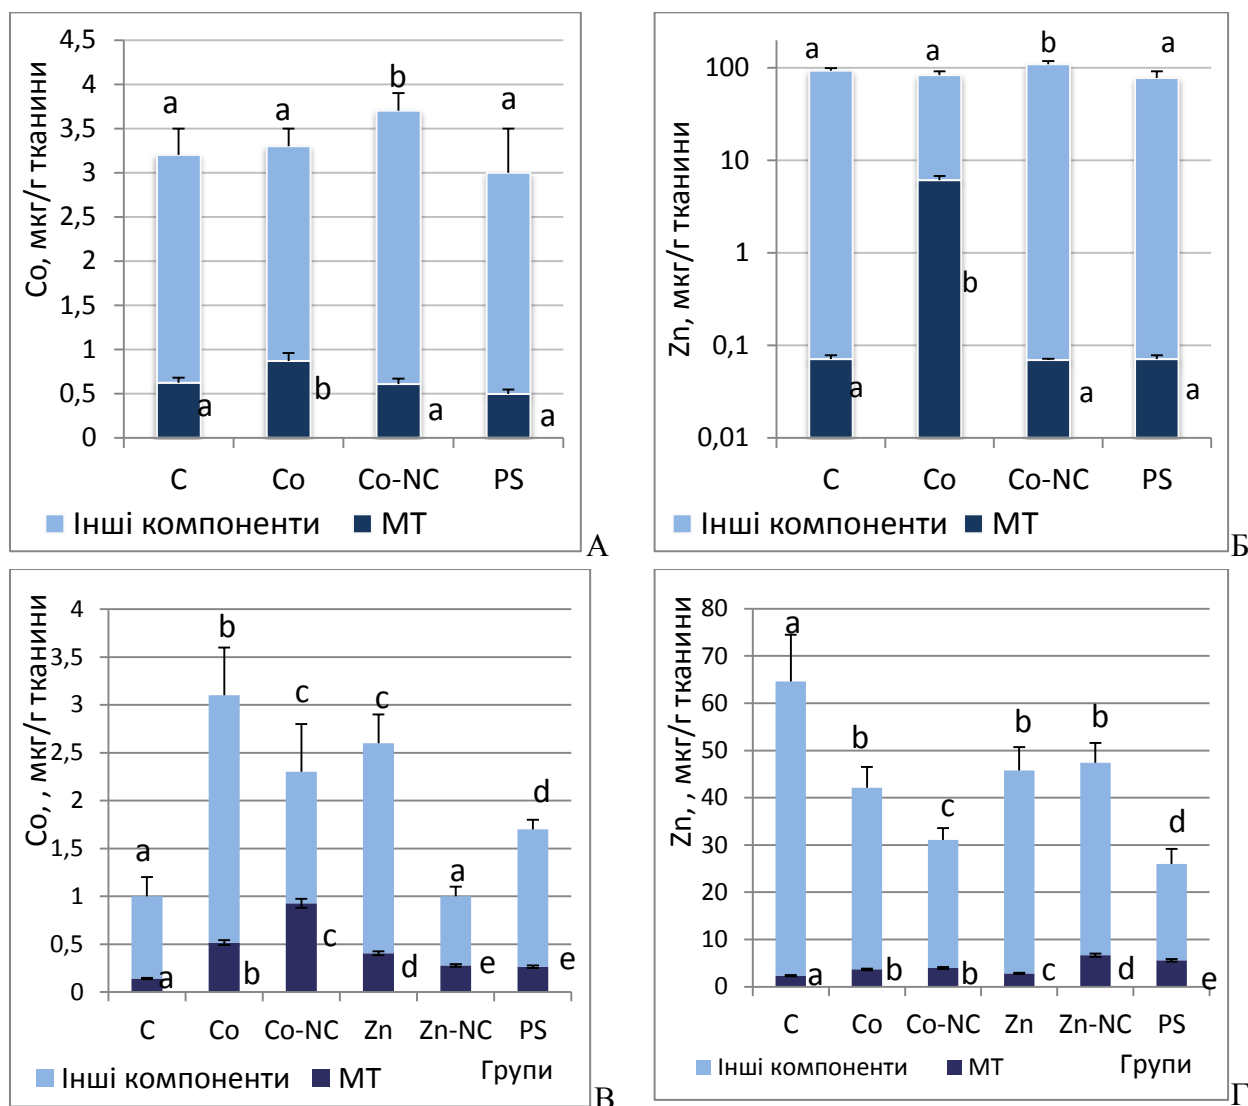 Co, мкг/г тканини
4,5
4
3,5
3
2,5
2
1,5
1
0,5
0
a
a
b
a
a
b
a
a
C Co Co-NC PS
Інші компоненти МТ
А
Zn, мкг/г тканини
100
10
1
0,1
0,01
a
a
b
a
a
b
a
a
C Co Co-NC PS
Інші компоненти МТ
Б
Co, , мкг/г тканини
4
3,5
3
2,5
2
1,5
1
0,5
0
a
b
c
c
a
d
a
b
c
d
e
e
C Co Co-NC Zn Zn-NC PS
Групи
Інші компоненти МТ
В
Zn, , мкг/г тканини
80
70
60
50
40
30
20
10
0
a
b
c
b
b
d
a
b
b
c
d
e
C Co Co-NC Zn Zn-NC PS
Інші компоненти МТ Групи
Г